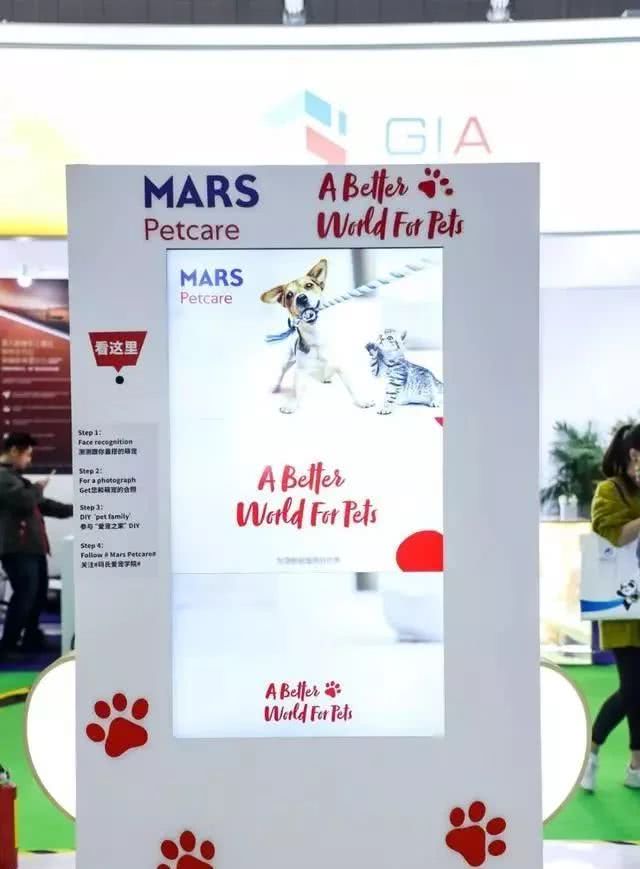 GIA
MARS
Petcare
A Better
World For Pets
MARS
Petcare
看这里
Step 1:
Face recognition
测测跟你最搭的萌宠
Step 2:
For a photograph
Get您和萌宠的合照
Step 3:
DIY 'pet family'
参与"爱宠之家"DIY
Step 4:
Follow # Mars Petcare#
关注#玛氏爱宠学院#
A Better
World For Pets
A Better
World For Pets